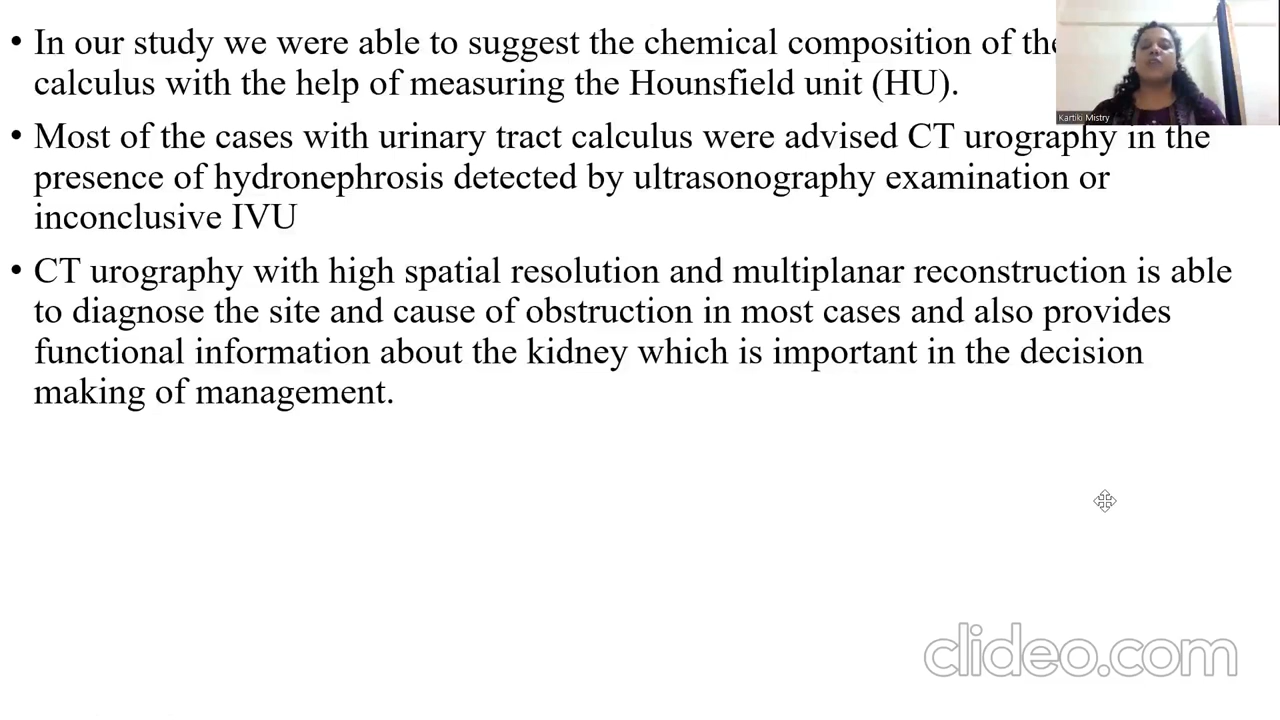 • In our study we were able to suggest the chemical composition of the
calculus with the help of measuring the Hounsfield unit (HU).
• Most of the cases with urinary tract calculus were advised CT urography in the
presence of hydronephrosis detected by ultrasonography examination or
inconclusive IVU
• CT urography with high spatial resolution and multiplanar reconstruction is able
to diagnose the site and cause of obstruction in most cases and also provides
functional information about the kidney which is important in the decision
making of management.
Kartiki Mistry
clideo.com